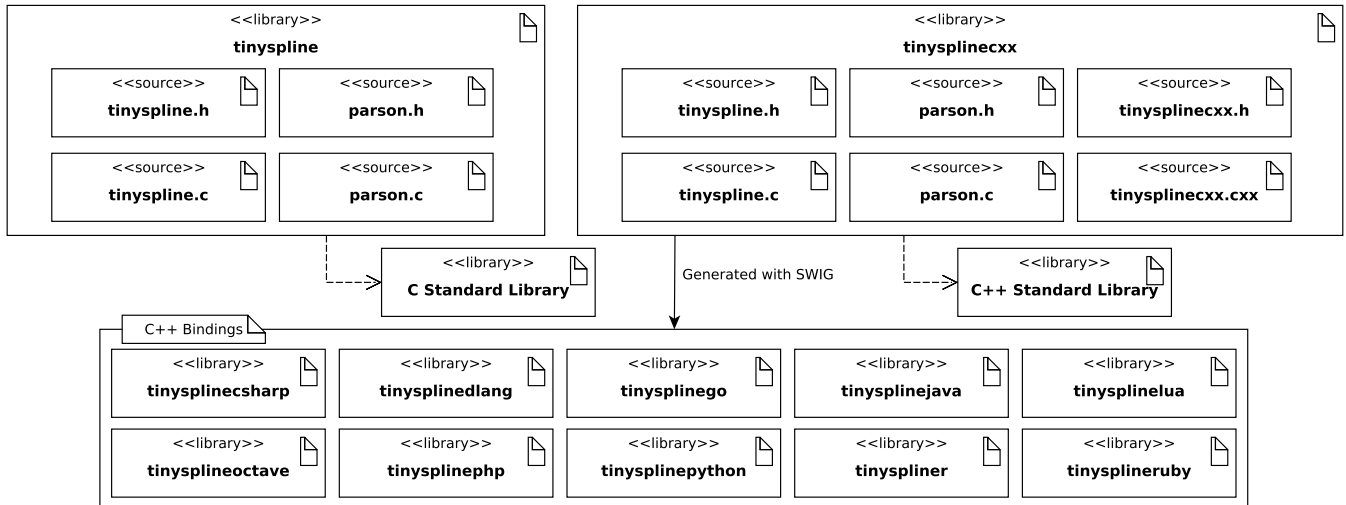 <<library>>
tinyspline
<<source>>
tinyspline.h
<<source>>
parson.h
<<source>>
tinyspline.c
<<source>>
parson.c
<<library>>
tinysplinecxx
<<source>>
tinyspline.h
<<source>>
parson.h
<<source>>
tinysplinecxx.h
<<source>>
tinyspline.c
<<source>>
parson.c
<<source>>
tinysplinecxx.cxx
<<library>>
C Standard Library
Generated with SWIG
<<library>>
C++ Standard Library
C++ Bindings
<<library>>
tinysplinecsharp
<<library>>
tinysplinedlang
<<library>>
tinysplinego
<<library>>
tinysplinejava
<<library>>
tinysplinelua
<<library>>
tinysplineoctave
<<library>>
tinysplinephp
<<library>>
tinysplinepython
<<library>>
tinyspliner
<<library>>
tinysplineruby